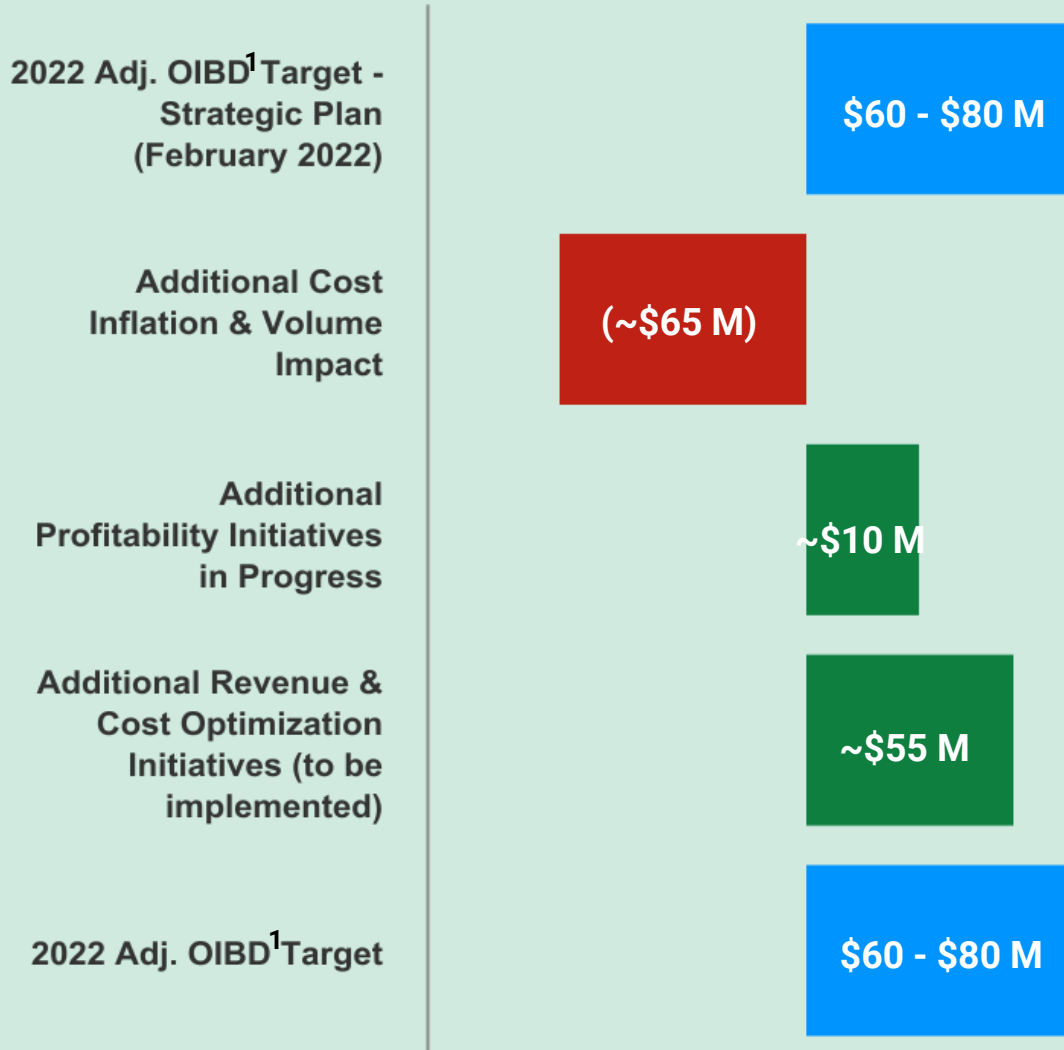 2022 Adj. OIBD¹ Target -
Strategic Plan
(February 2022)
$60 - $80 M
Additional Cost
Inflation & Volume
Impact
(~$65 M)
Additional
Profitability Initiatives
in Progress
~$10 M
Additional Revenue &
Cost Optimization
Initiatives (to be
implemented)
~$55 M
2022 Adj. OIBD¹ Target
$60 - $80 M